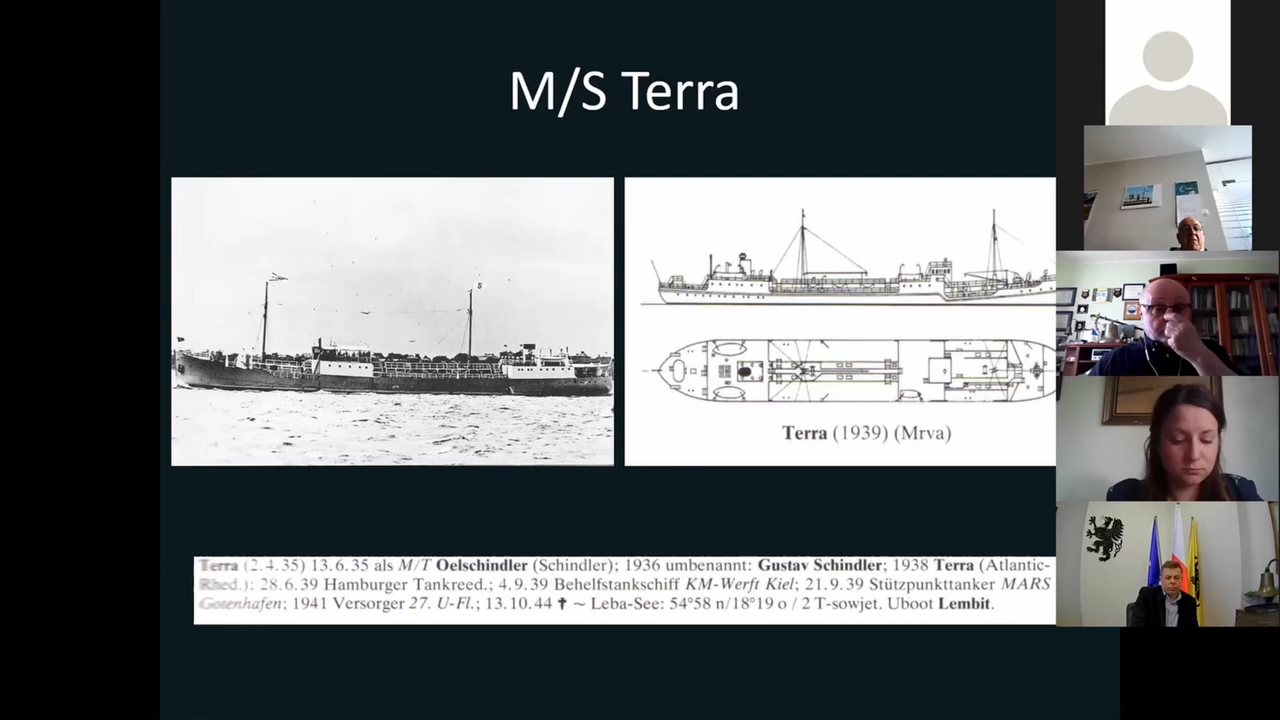 M/S Terra
S
Terra (1939) (Mrva)
Terra (2.4.35) 13.6.35 als M/T Oelschindler (Schindler); 1936 umbenannt: Gustav Schindler; 1938 Terra (Atlantic-
Rhed.): 28.6.39 Hamburger Tankreed.; 4.9.39 Behelfstankschiff KM-Werft Kiel; 21.9.39 Stützpunkttanker MARS
Gotenhafen; 1941 Versorger 27. U-Fl.; 13.10.44 ✝ ~ Leba-See: 54°58 n/18°19 o / 2 T-sowjet. Uboot Lembit.